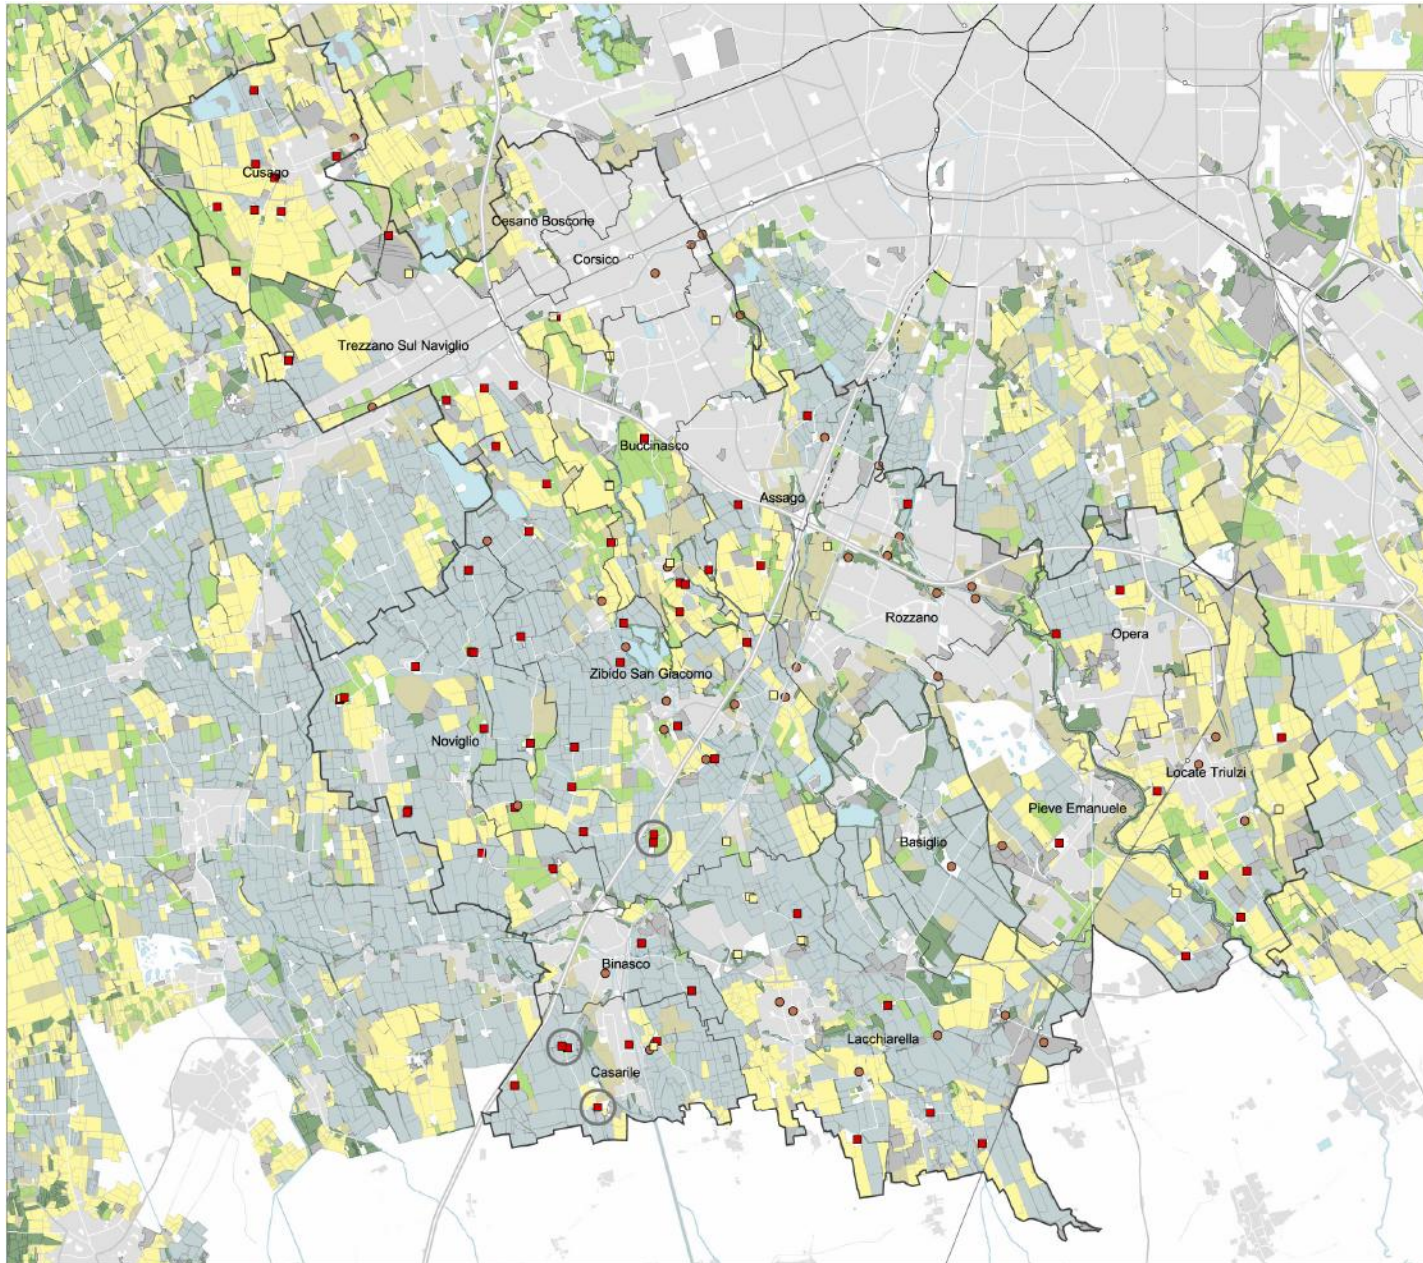 Cusago
Cesano Boscone
Corsico
Trezzano Sul Naviglio
Buccinasco
Assago
Rozzano
Opera
Zibido San Giacomo
Noviglio
Locate Triulzi
Pieve Emanuele
Basiglio
Binasco
Lacchiarella
Casarile